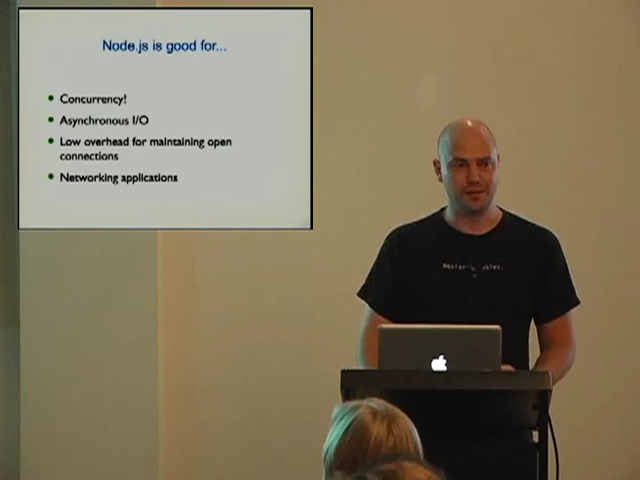 Node.js is good for...
Concurrency!
Asynchronous I/O
Low overhead for maintaining open
connections
Networking applications